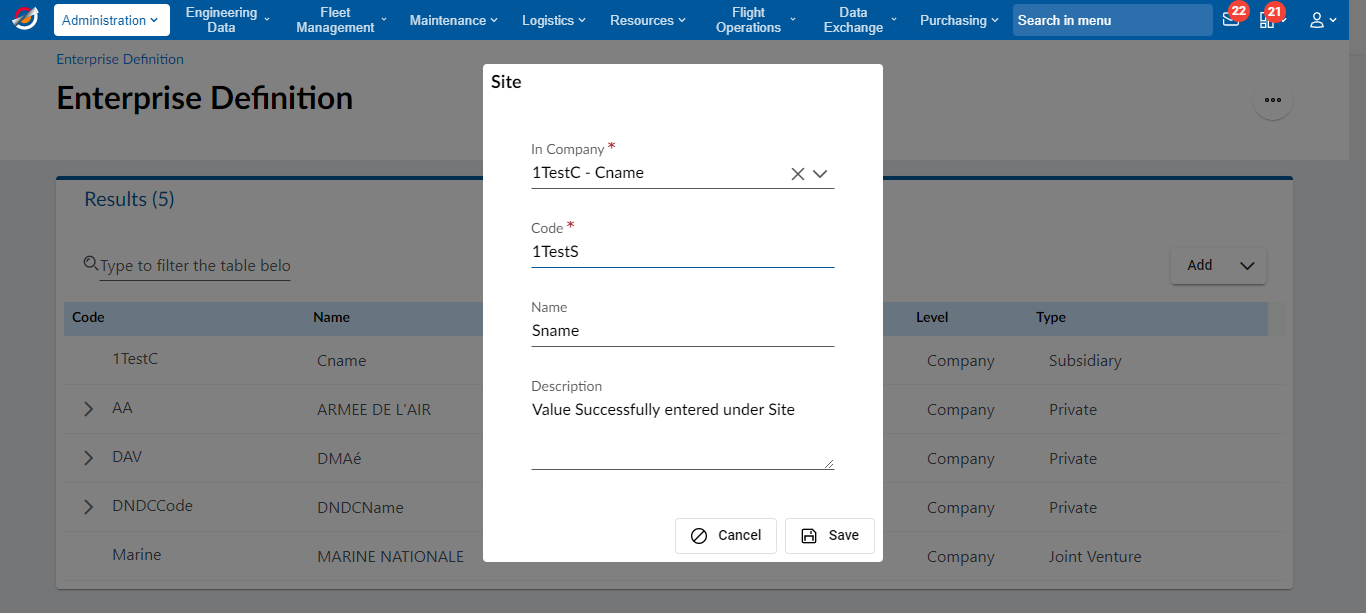 Administration
Engineering
Data
Fleet
Management
Maintenance
Logistics
Resources
Flight
Operations
Data
Exchange
Purchasing
Search in menu
22
21
Enterprise Definition
Enterprise Definition
Results (5)
Type to filter the table belo
Add
Code Name Level Type
1TestC Cname Company Subsidiary
AA ARMEE DE L'AIR Company Private
DAV DMAé Company Private
DNDCCode DNDCName Company Private
Marine MARINE NATIONALE Company Joint Venture
Site
In Company *
1TestC - Cname
Code *
1TestS
Name
Sname
Description
Value Successfully entered under Site
Cancel Save